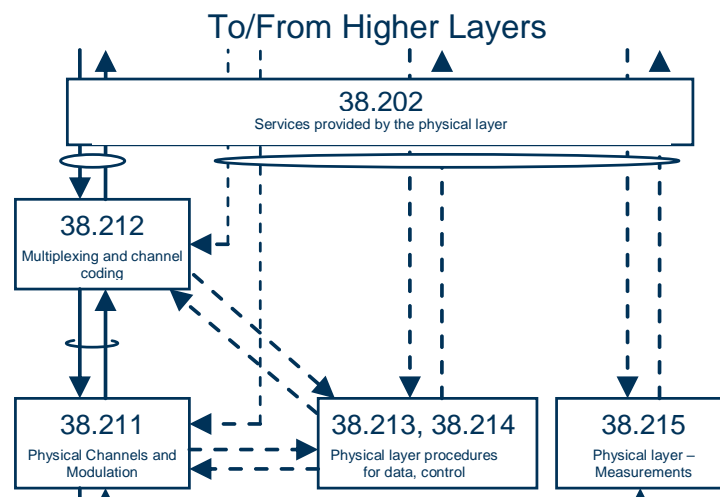 To/From Higher Layers
38.202
Services provided by the physical layer
38.212
Multiplexing and channel
coding
38.211
Physical Channels and
Modulation
38.213, 38.214
Physical layer procedures
for data, control
38.215
Physical layer –
Measurements